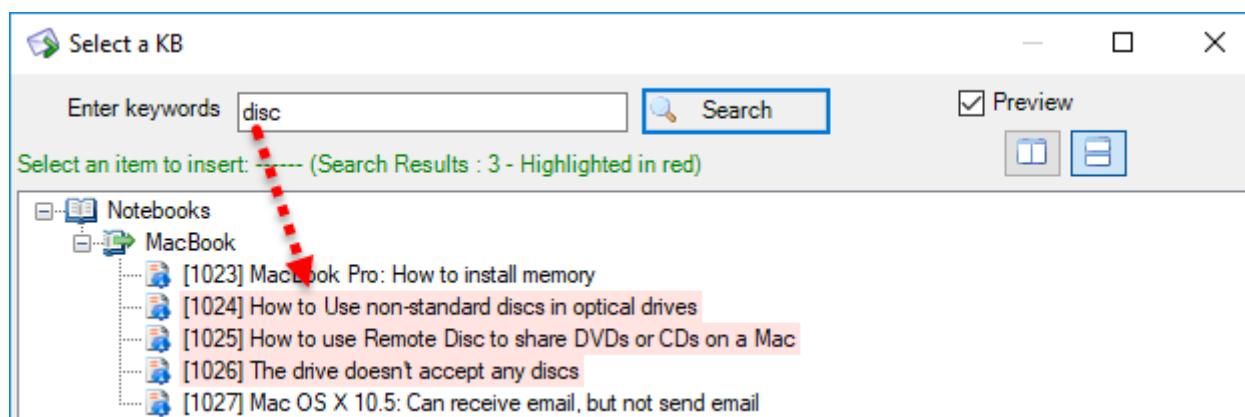 Select a KB
Enter keywords disc Search Preview
Select an item to insert: ------ (Search Results : 3 - Highlighted in red)
Notebooks
MacBook
[1023] MacBook Pro: How to install memory
[1024] How to Use non-standard discs in optical drives
[1025] How to use Remote Disc to share DVDs or CDs on a Mac
[1026] The drive doesn't accept any discs
[1027] Mac OS X 10.5: Can receive email, but not send email